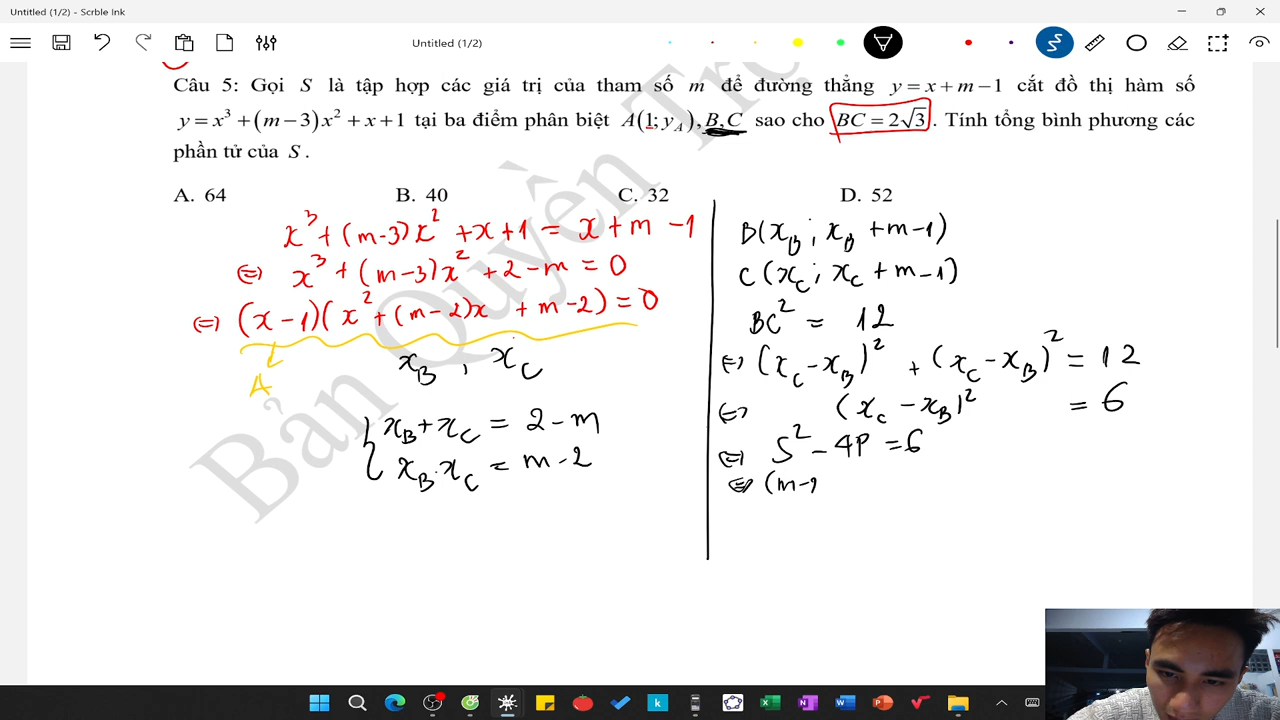 Untitled (1/2) - Scrble Ink
Untitled (1/2)
Câu 5: Gọi S là tập hợp các giá trị của tham số m để đường thẳng y = x + m − 1 cắt đồ thị hàm số
y = x³ + (m − 3)x² + x + 1 tại ba điểm phân biệt A(1; y_A), B, C sao cho BC = 2√3. Tính tổng bình phương các
phần tử của S.
A. 64 B. 40 C. 32 D. 52
x³ + (m-3)x² + x + 1 = x + m - 1
⇔ x³ + (m-3)x² + 2 - m = 0
⇔ (x-1)(x² + (m-2)x + m-2) = 0
A
x_B , x_C
x_B + x_C = 2 - m
x_B . x_C = m - 2
B(x_B ; x_B + m-1)
C(x_C ; x_C + m-1)
BC² = 12
⇔ (x_C - x_B)² + (x_C - x_B)² = 12
⇔ (x_C - x_B)² = 6
⇔ S² - 4P = 6
⇔ (m-
Bản Quyền